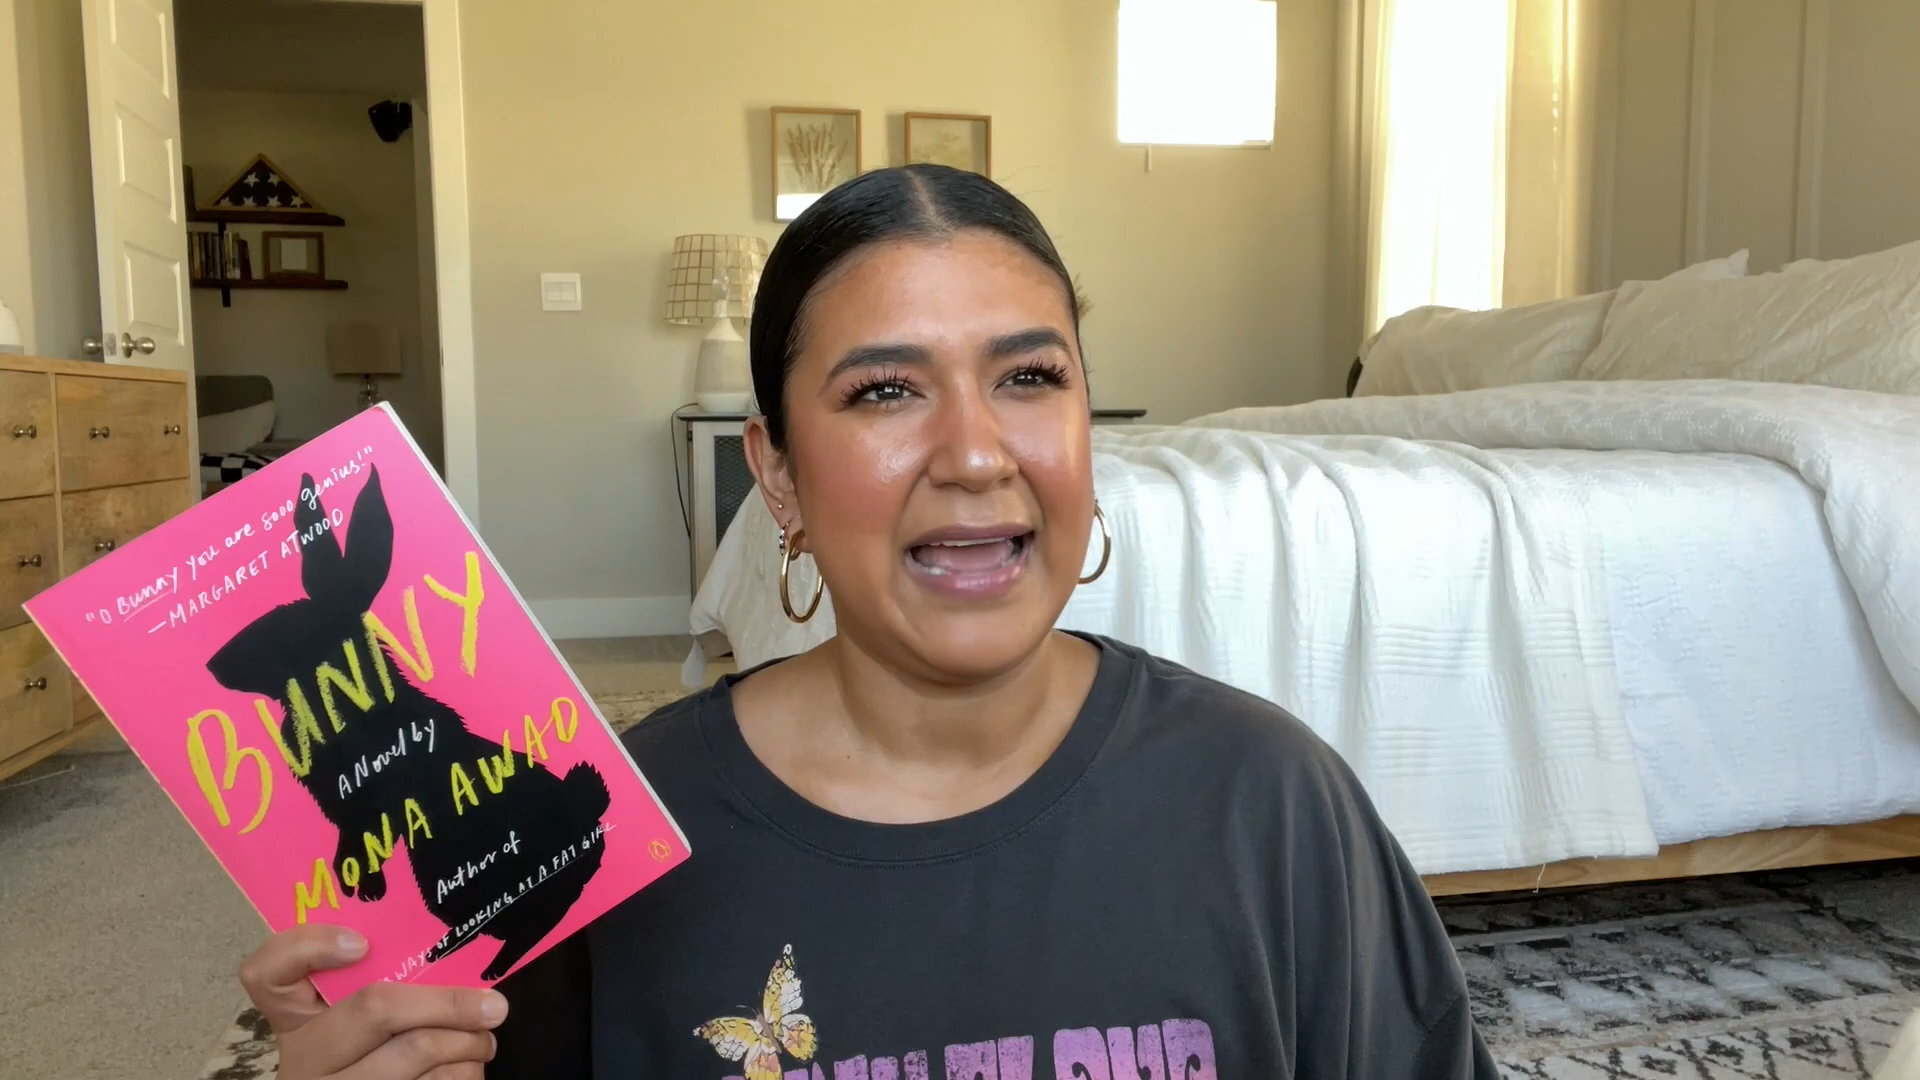 "O Bunny you are sooo genius!"
—MARGARET ATWOOD
BUNNY
A Novel by
MONA AWAD
Author of
WAYS OF LOOKING AT A FAT GIRL